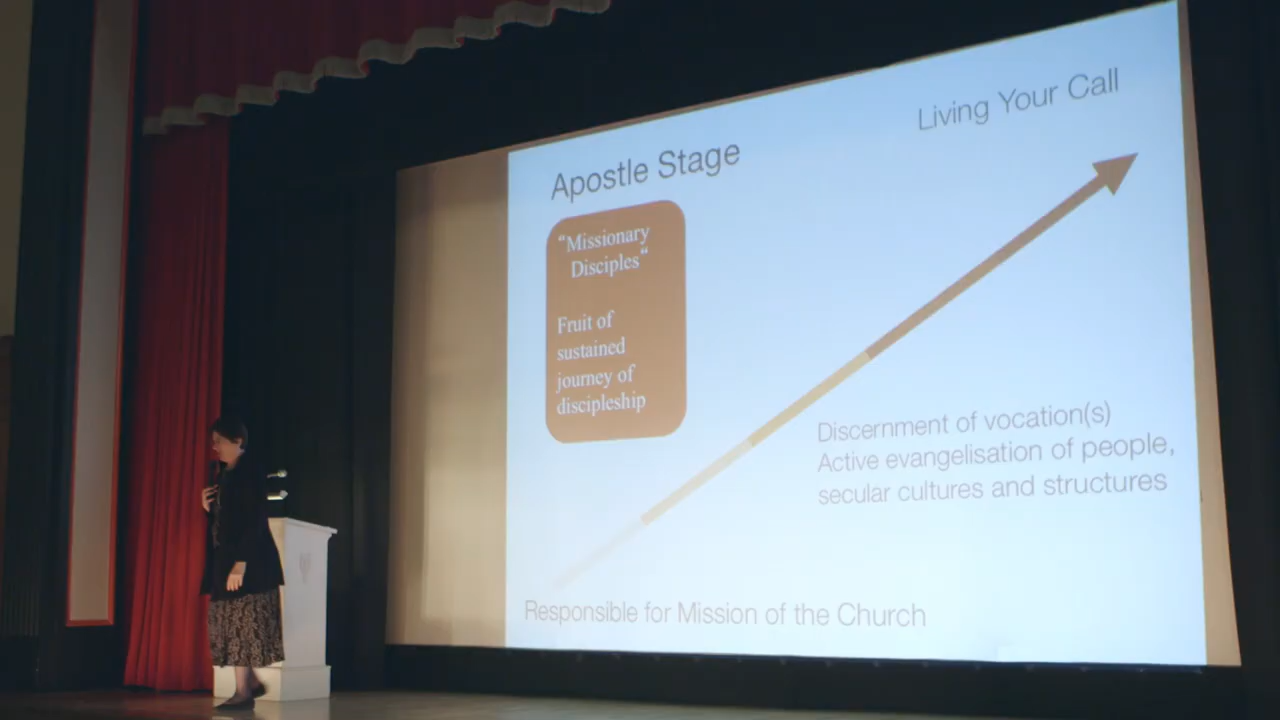 Living Your Call
Apostle Stage
“Missionary
Disciples“
Fruit of
sustained
journey of
discipleship
Discernment of vocation(s)
Active evangelisation of people,
secular cultures and structures
Responsible for Mission of the Church